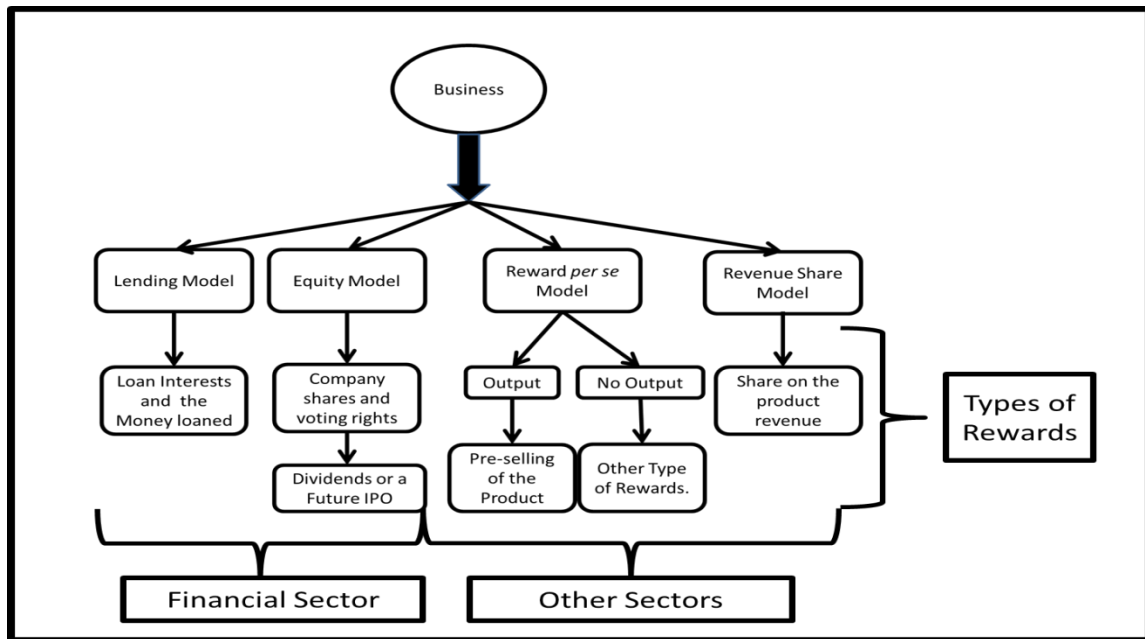 Business
Lending Model
Equity Model
Reward per se
Model
Revenue Share
Model
Loan Interests
and the
Money loaned
Company
shares and
voting rights
Output
No Output
Share on the
product
revenue
Types of
Rewards
Dividends or a
Future IPO
Pre-selling
of the
Product
Other Type
of Rewards.
Financial Sector
Other Sectors